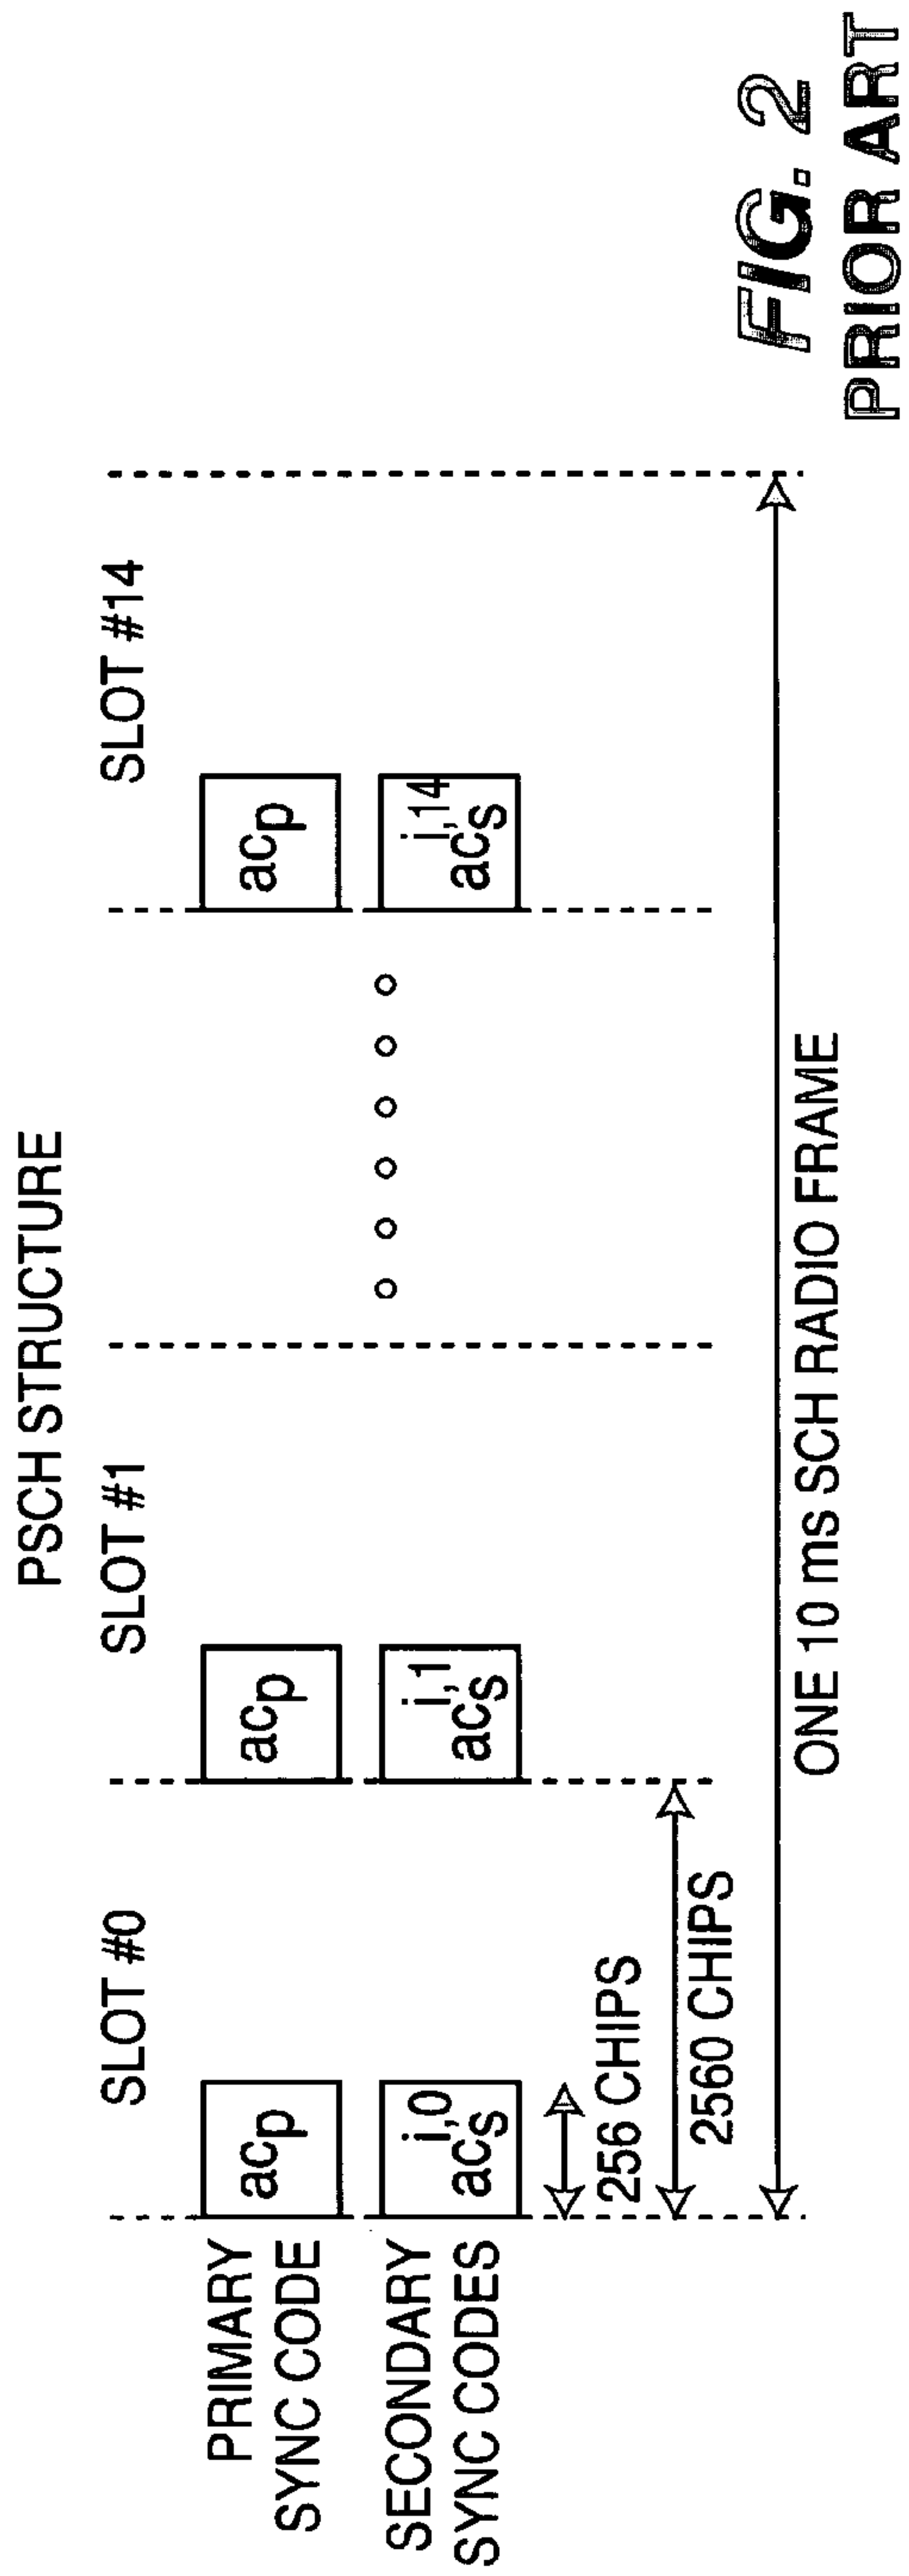 PSCH STRUCTURE
SLOT #0
SLOT #1
SLOT #14
PRIMARY
SYNC CODE
acp
acp
acp
SECONDARY
SYNC CODES
i,0
acs
i,1
acs
i,14
acs
256 CHIPS
2560 CHIPS
ONE 10 ms SCH RADIO FRAME
FIG. 2
PRIOR ART